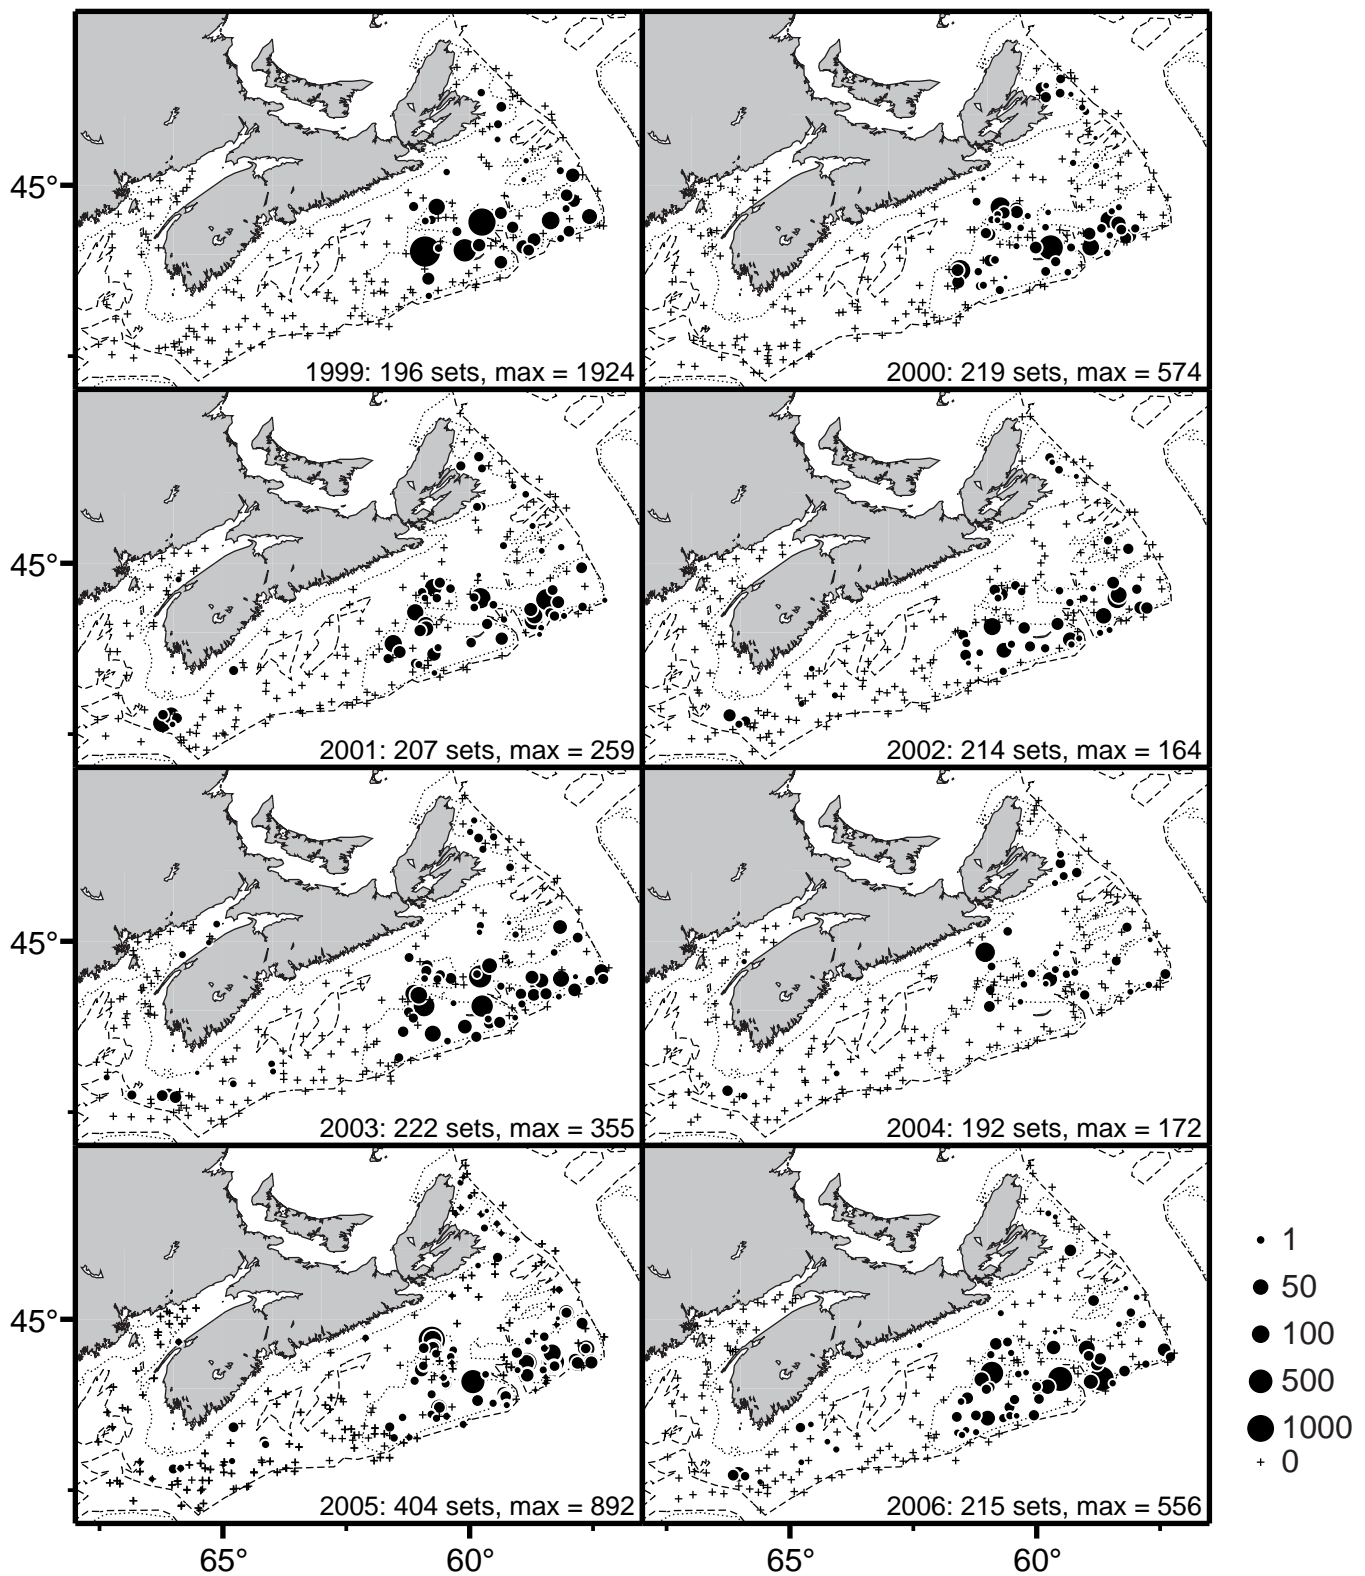 45°
1999: 196 sets, max = 1924
2000: 219 sets, max = 574
45°
2001: 207 sets, max = 259
2002: 214 sets, max = 164
45°
2003: 222 sets, max = 355
2004: 192 sets, max = 172
45°
2005: 404 sets, max = 892
2006: 215 sets, max = 556
1
50
100
500
1000
0
65°
60°
65°
60°